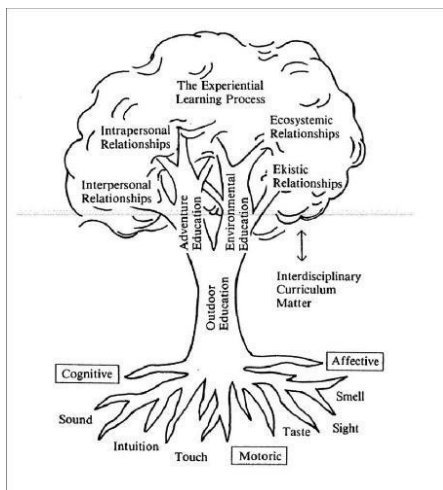 The Experiential
Learning Process
Intrapersonal
Relationships
Ecosystemic
Relationships
Interpersonal
Relationships
Ekistic
Relationships
Adventure
Education
Environmental
Education
Interdisciplinary
Curriculum
Matter
Outdoor
Education
Cognitive
Affective
Sound
Intuition
Touch
Motoric
Taste
Sight
Smell